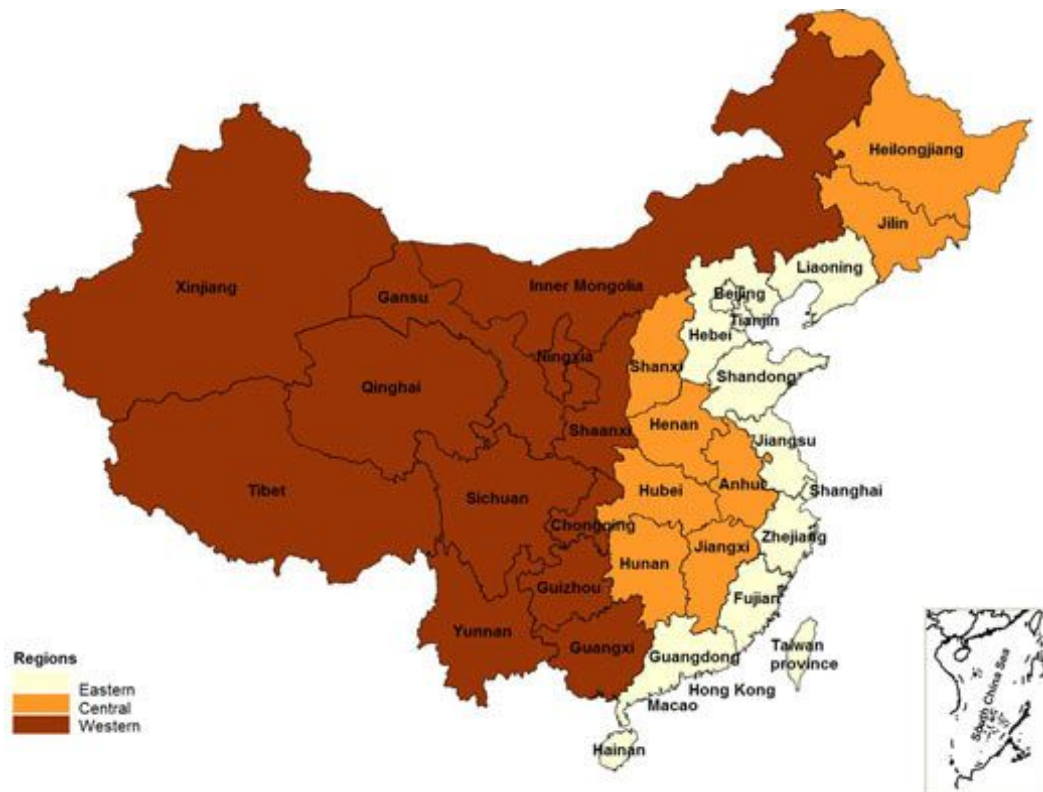 Heilongjiang
Jilin
Liaoning
Xinjiang
Gansu
Inner Mongolia
Beijing
Tianjin
Hebei
Ningxia
Shanxi
Shandong
Qinghai
Henan
Shaanxi
Jiangsu
Tibet
Sichuan
Hubei
Anhui
Shanghai
Chongqing
Zhejiang
Jiangxi
Hunan
Guizhou
Fujian
Yunnan
Guangxi
Guangdong
Taiwan
province
Hong Kong
Macao
Hainan
Regions
Eastern
Central
Western
South China Sea